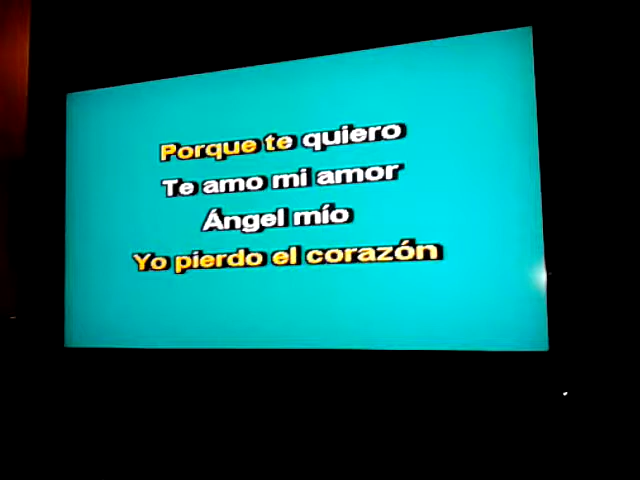 Porque te quiero
Te amo mi amor
Ángel mío
Yo pierdo el corazón